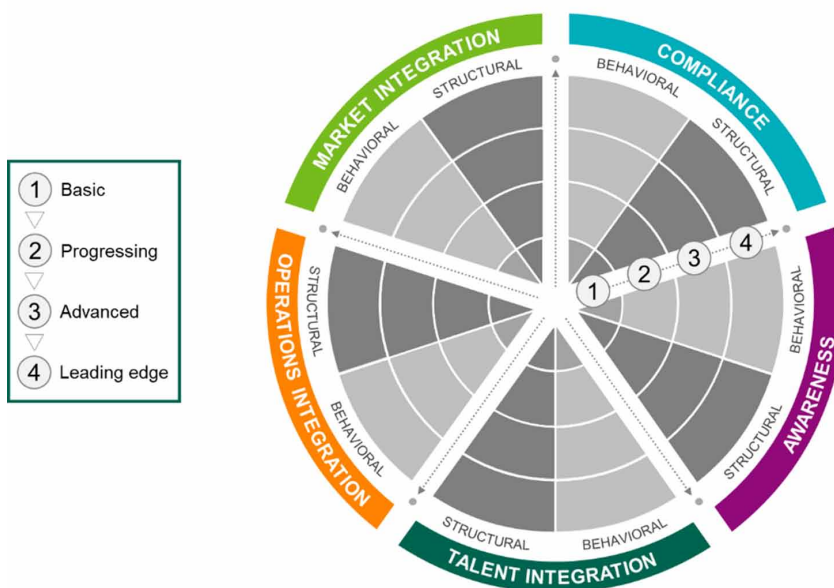 1 Basic
2 Progressing
3 Advanced
4 Leading edge
MARKET INTEGRATION
BEHAVIORAL
STRUCTURAL
COMPLIANCE
BEHAVIORAL
STRUCTURAL
1 2 3 4
AWARENESS
BEHAVIORAL
STRUCTURAL
TALENT INTEGRATION
STRUCTURAL
BEHAVIORAL
OPERATIONS INTEGRATION
STRUCTURAL
BEHAVIORAL